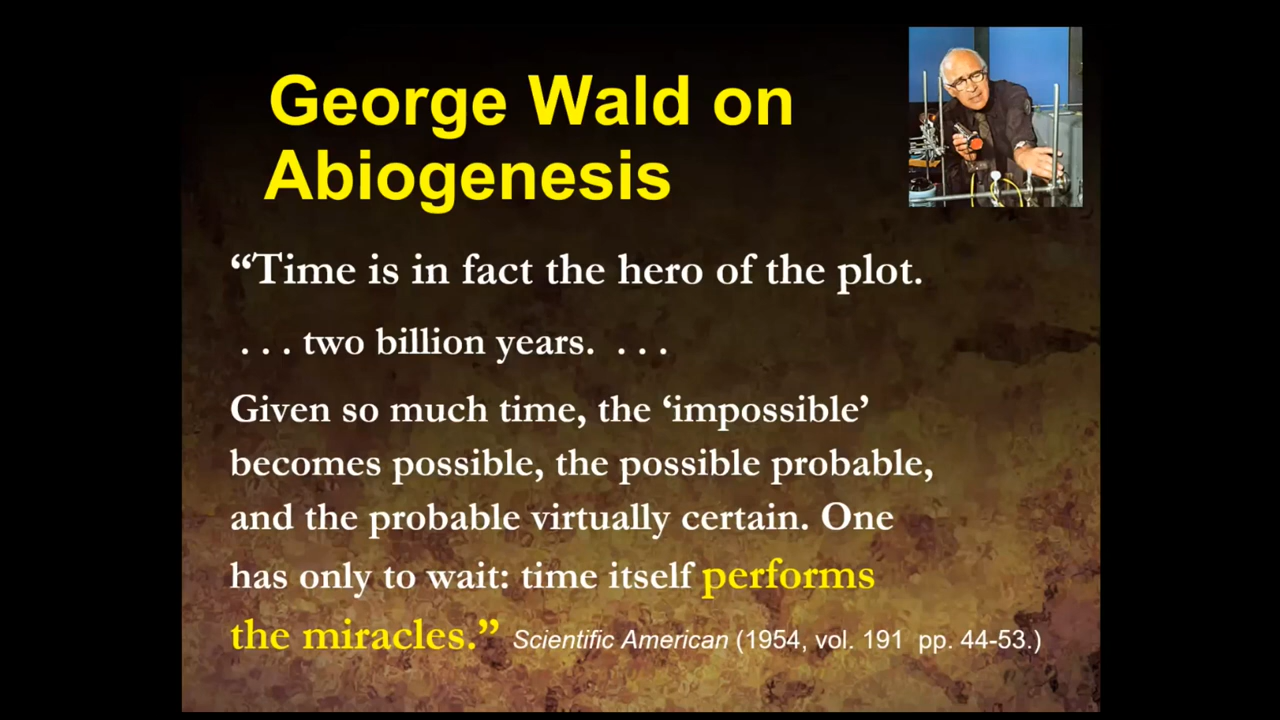 George Wald on
Abiogenesis
“Time is in fact the hero of the plot.
. . . two billion years.  . . .
Given so much time, the ‘impossible’
becomes possible, the possible probable,
and the probable virtually certain. One
has only to wait: time itself performs
the miracles.” Scientific American (1954, vol. 191  pp. 44-53.)